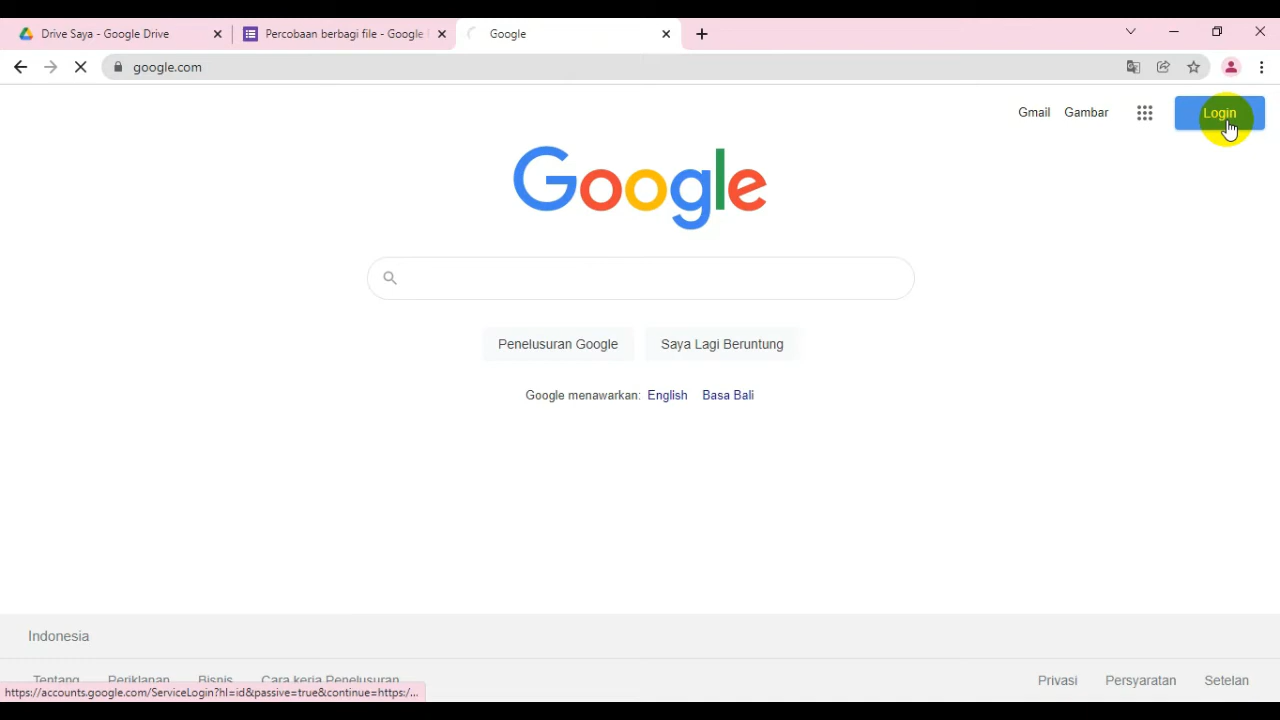 Drive Saya - Google Drive
Percobaan berbagi file - Google
Google
google.com
Gmail
Gambar
Login
Google
Penelusuran Google
Saya Lagi Beruntung
Google menawarkan: English Basa Bali
Indonesia
Tentang Periklanan Bisnis Cara kerja Penelusuran
Privasi Persyaratan Setelan
https://accounts.google.com/ServiceLogin?hl=id&passive=true&continue=https:/...